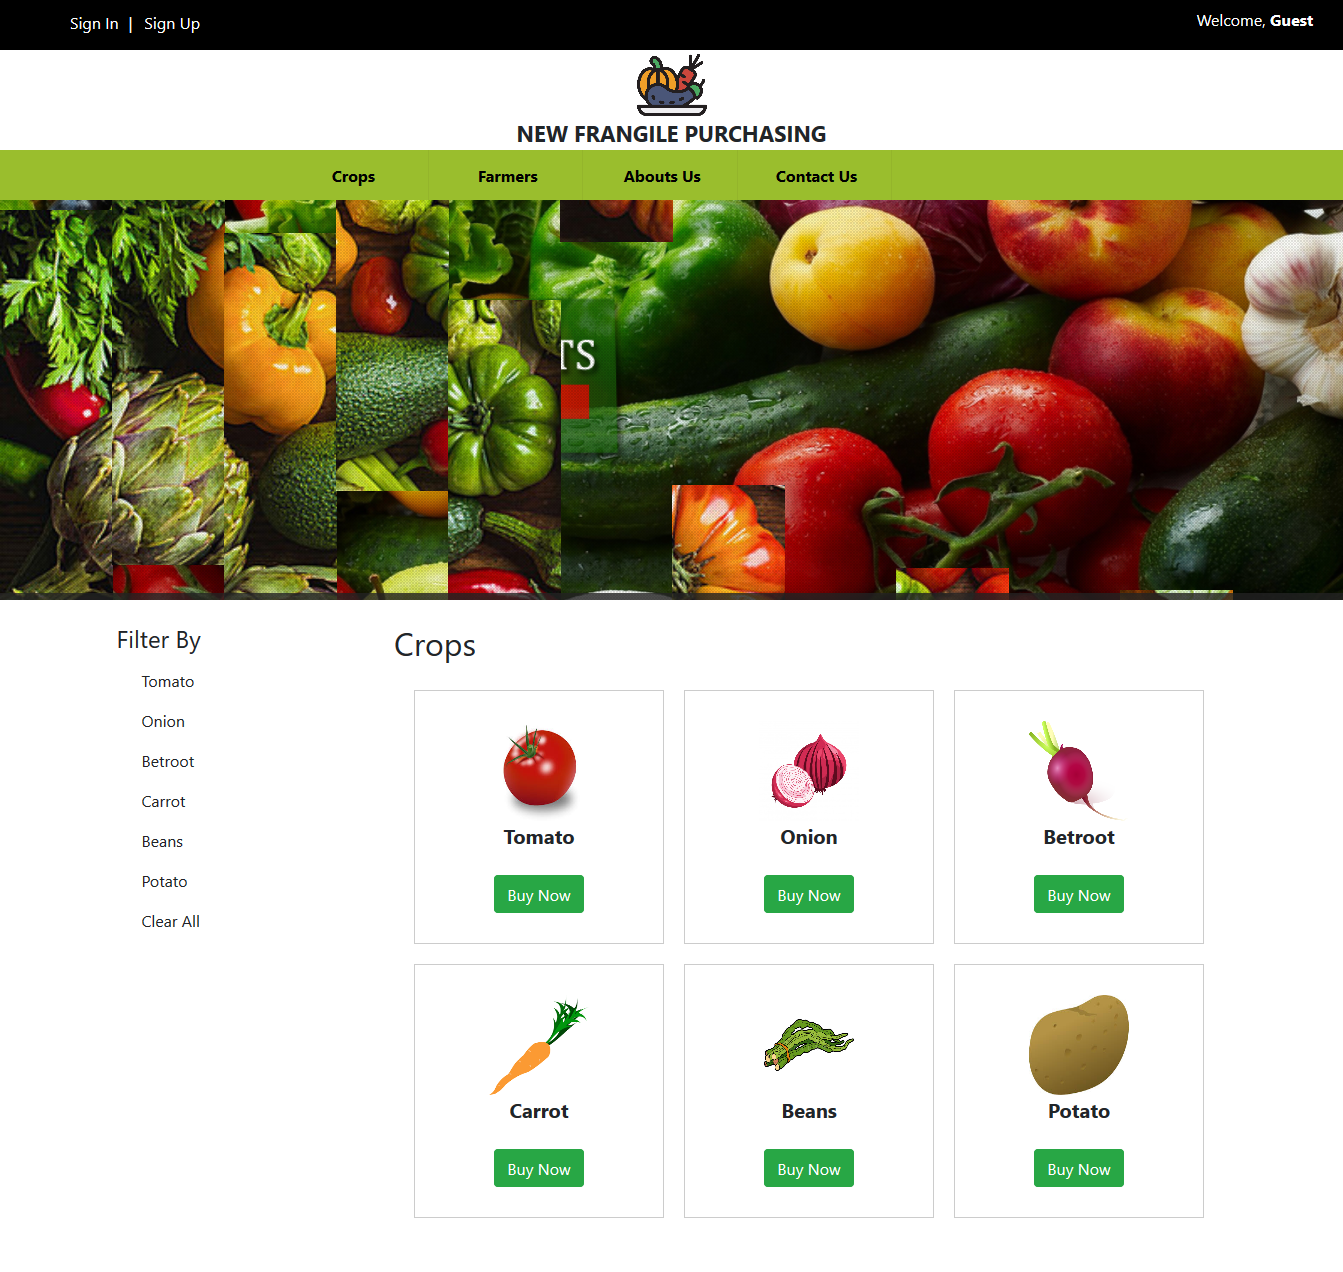 Sign In | Sign Up
Welcome, Guest
NEW FRANGILE PURCHASING
Crops
Farmers
Abouts Us
Contact Us
TS
Filter By
Tomato
Onion
Betroot
Carrot
Beans
Potato
Clear All
Crops
Tomato
Buy Now
Onion
Buy Now
Betroot
Buy Now
Carrot
Buy Now
Beans
Buy Now
Potato
Buy Now